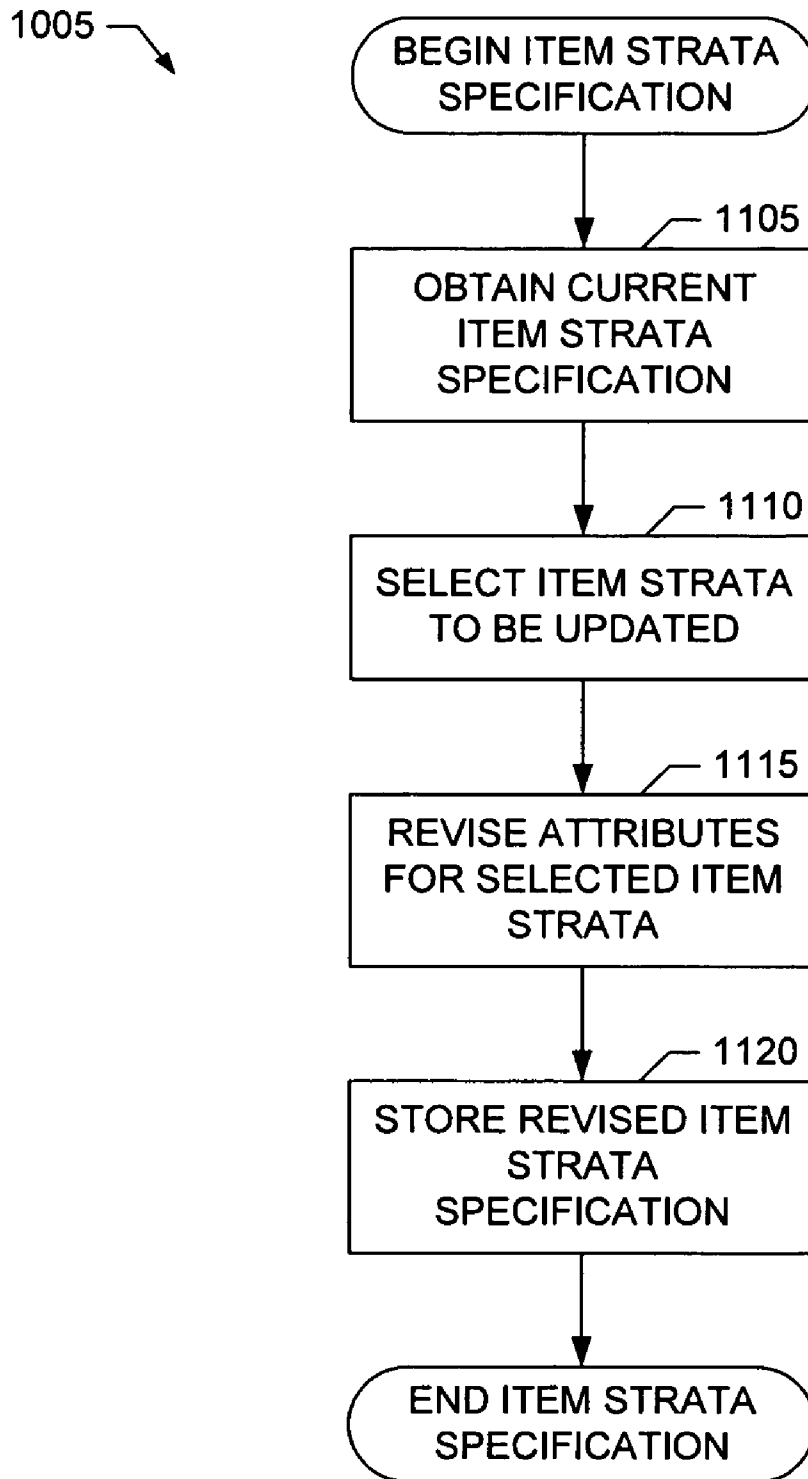 1005
BEGIN ITEM STRATA
SPECIFICATION
1105
OBTAIN CURRENT
ITEM STRATA
SPECIFICATION
1110
SELECT ITEM STRATA
TO BE UPDATED
1115
REVISE ATTRIBUTES
FOR SELECTED ITEM
STRATA
1120
STORE REVISED ITEM
STRATA
SPECIFICATION
END ITEM STRATA
SPECIFICATION